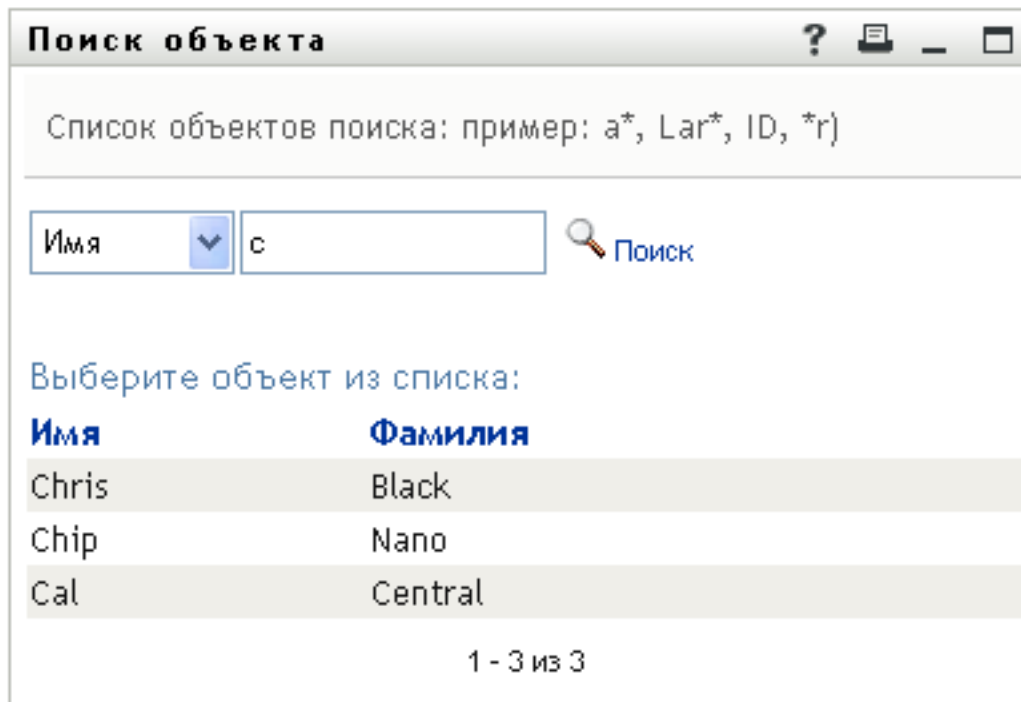 Поиск объекта ?
Список объектов поиска: пример: a*, Lar*, ID, *r)
Имя c Поиск
Выберите объект из списка:
Имя Фамилия
Chris Black
Chip Nano
Cal Central
1 - 3 из 3